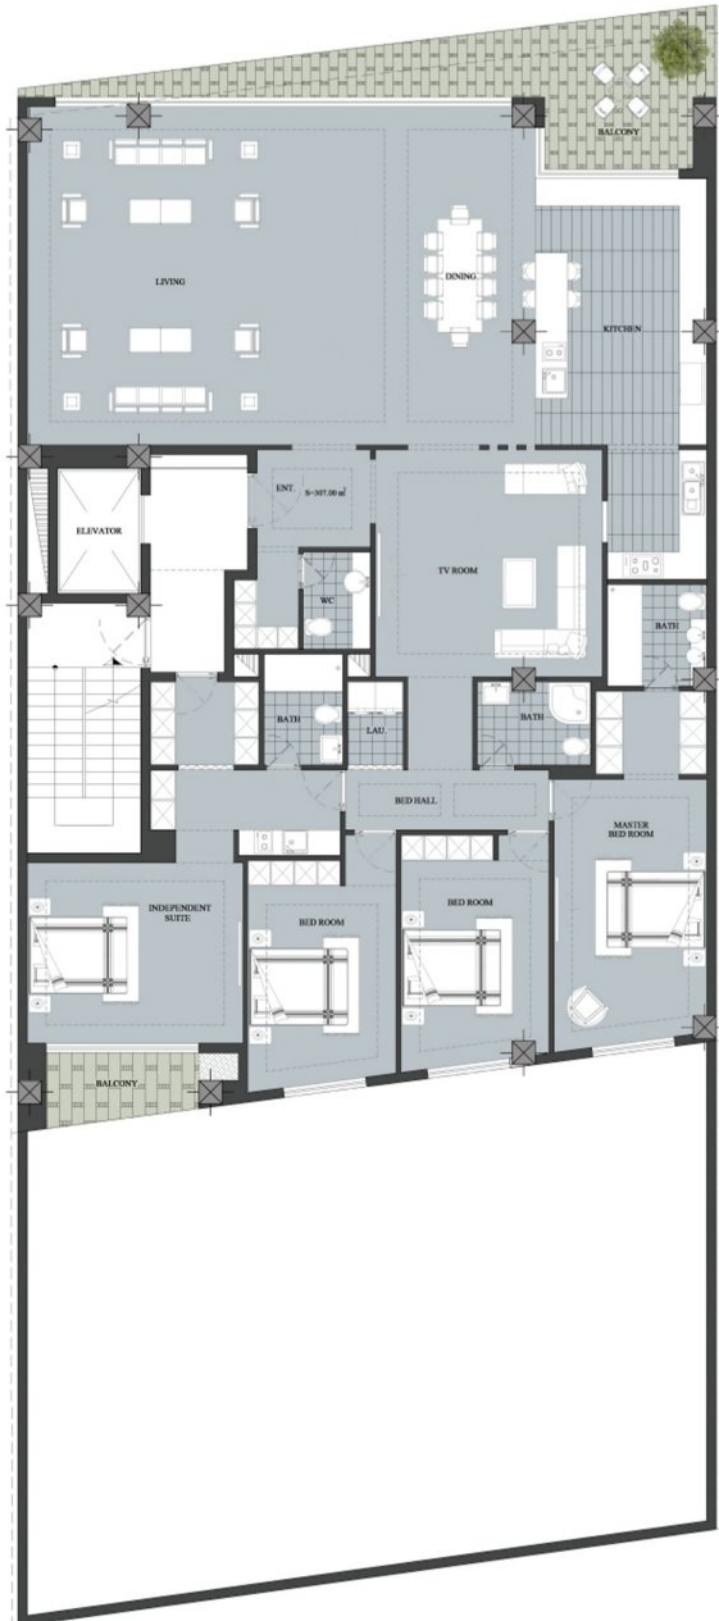 BALCONY
LIVING
DINING
KITCHEN
ENT.
S=307.00 m²
ELEVATOR
TV ROOM
WC
BATH
BATH
LAU.
BATH
BED HALL
MASTER
BED ROOM
INDEPENDENT
SUITE
BED ROOM
BED ROOM
BALCONY